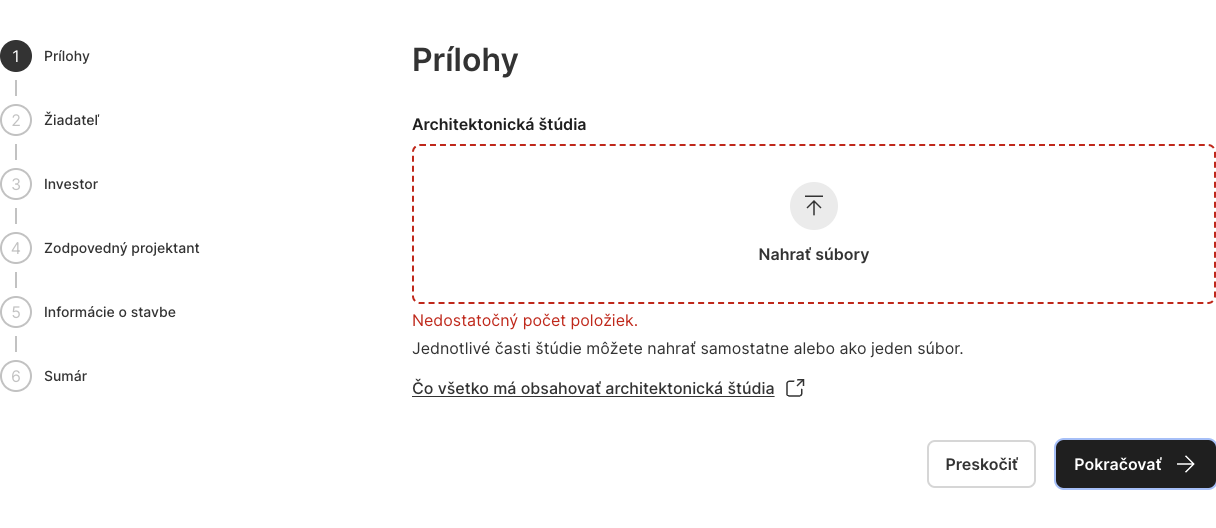 1 Prílohy
2 Žiadateľ
3 Investor
4 Zodpovedný projektant
5 Informácie o stavbe
6 Sumár
Prílohy
Architektonická štúdia
Nahrať súbory
Nedostatočný počet položiek.
Jednotlivé časti štúdie môžete nahrať samostatne alebo ako jeden súbor.
Čo všetko má obsahovať architektonická štúdia
Preskočiť
Pokračovať